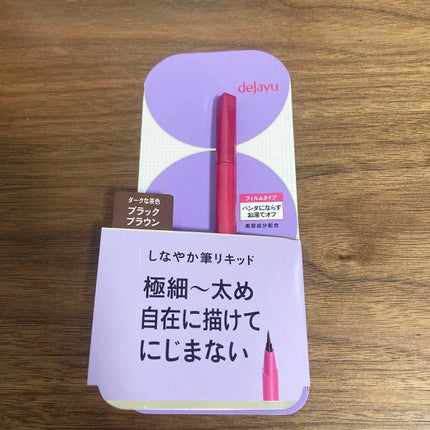 dejavu
フィルムタイプ
パンダにならず
お湯でオフ
美容成分配合
ダークな茶色
ブラック
ブラウン
しなやか筆リキッド
極細〜太め
自在に描けて
にじまない